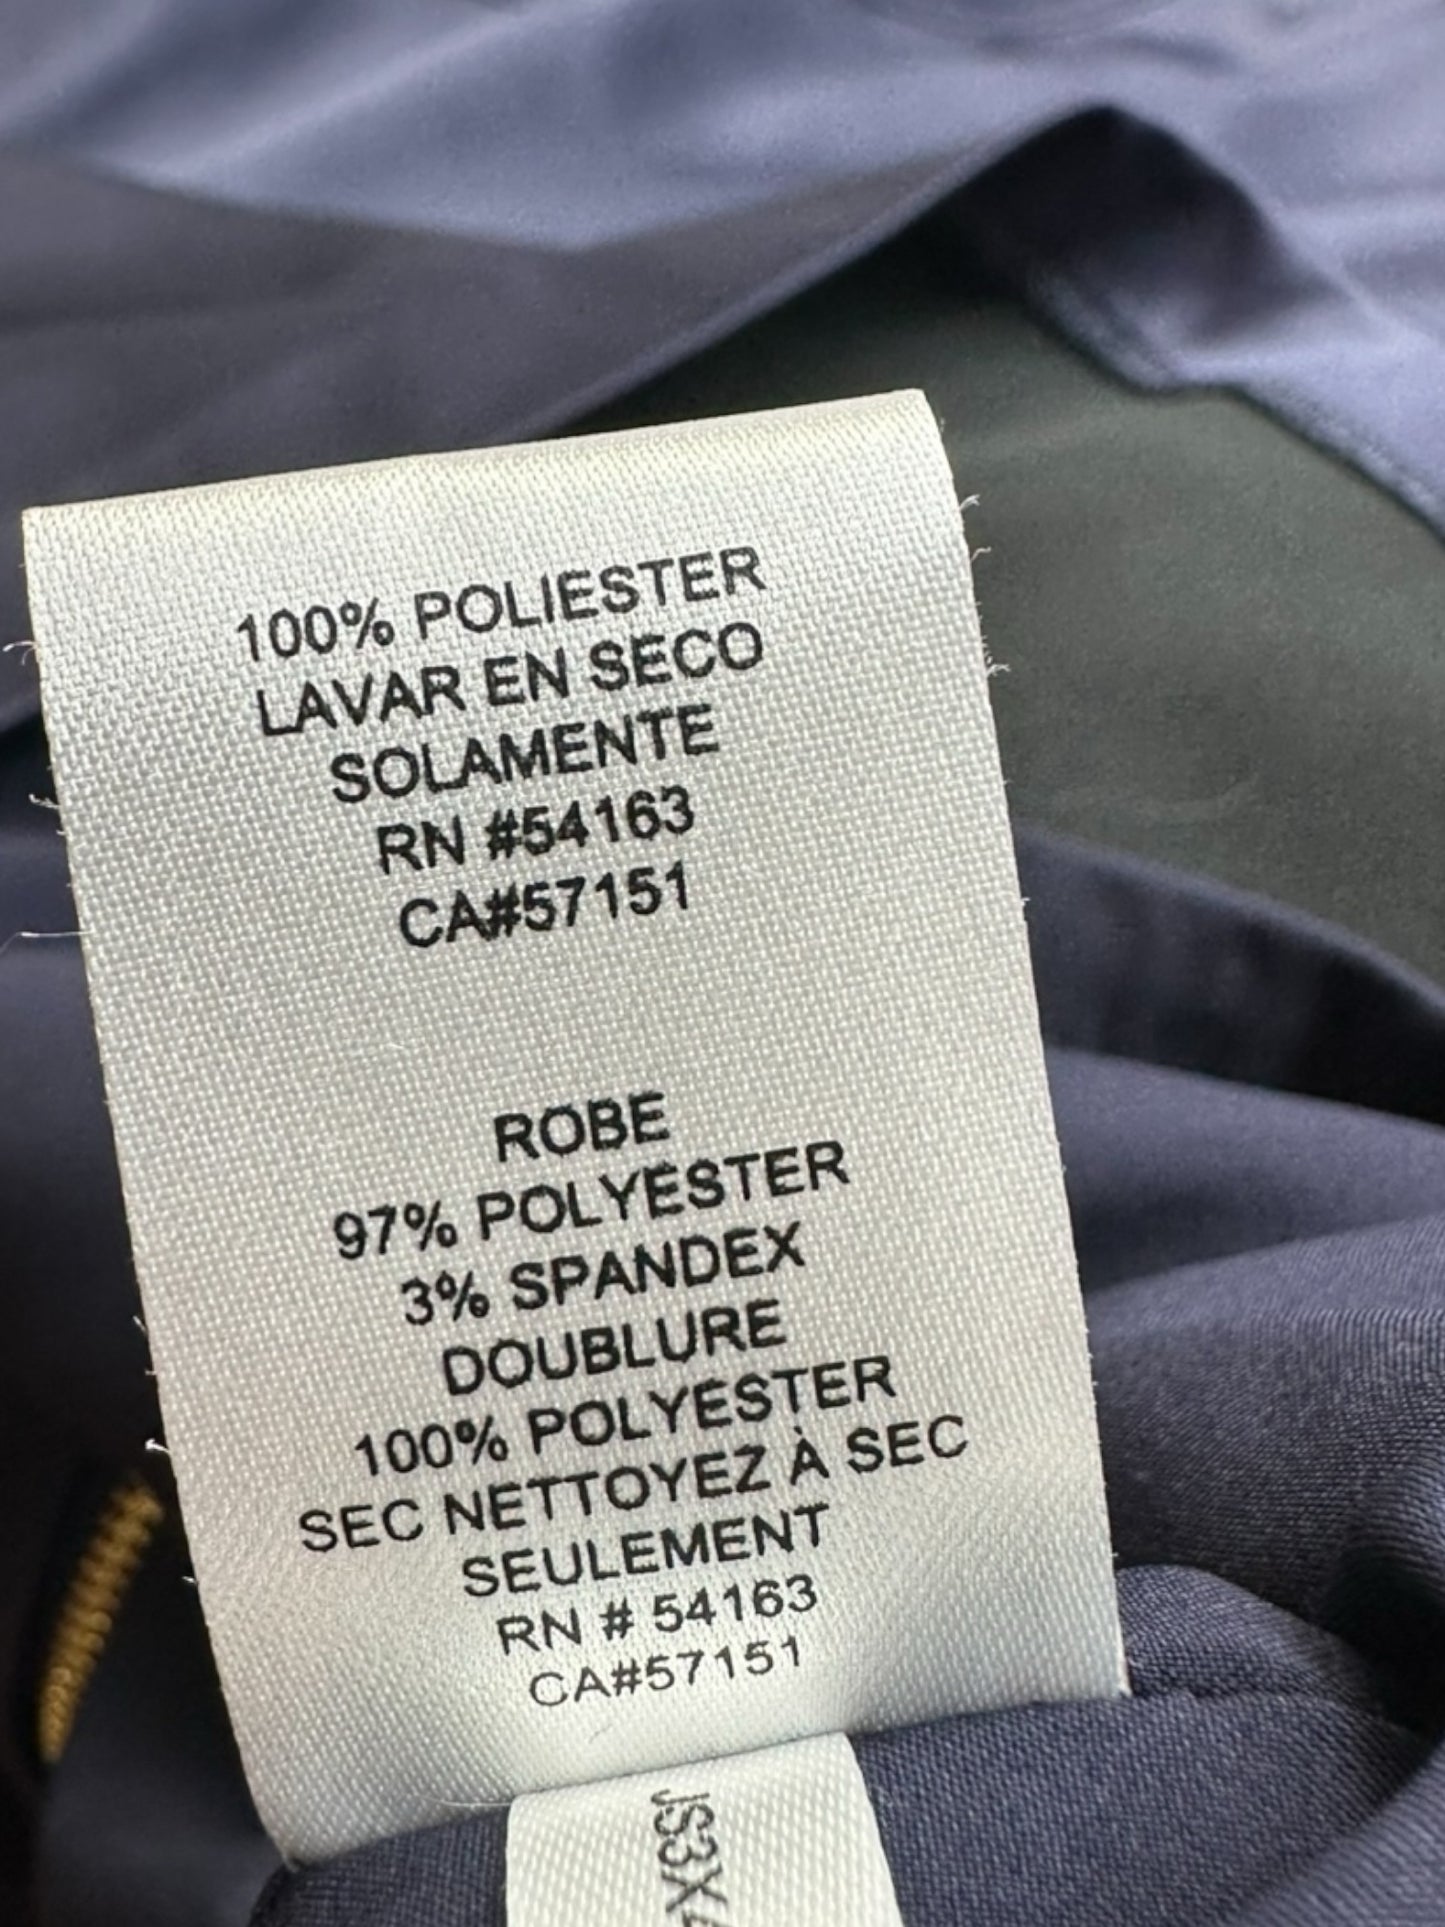 100% POLIESTER
LAVAR EN SECO
SOLAMENTE
RN #54163
CA#57151
ROBE
97% POLYESTER
3% SPANDEX
DOUBLURE
100% POLYESTER
SEC NETTOYEZ À SEC
SEULEMENT
RN # 54163
CA#57151
JS3X